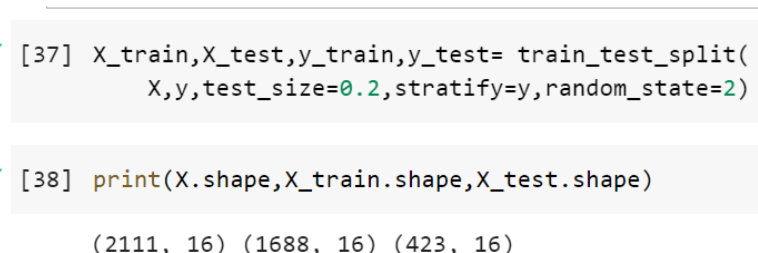 [37] X_train,X_test,y_train,y_test= train_test_split(
X,y,test_size=0.2,stratify=y,random_state=2)
[38] print(X.shape,X_train.shape,X_test.shape)
(2111, 16) (1688, 16) (423, 16)